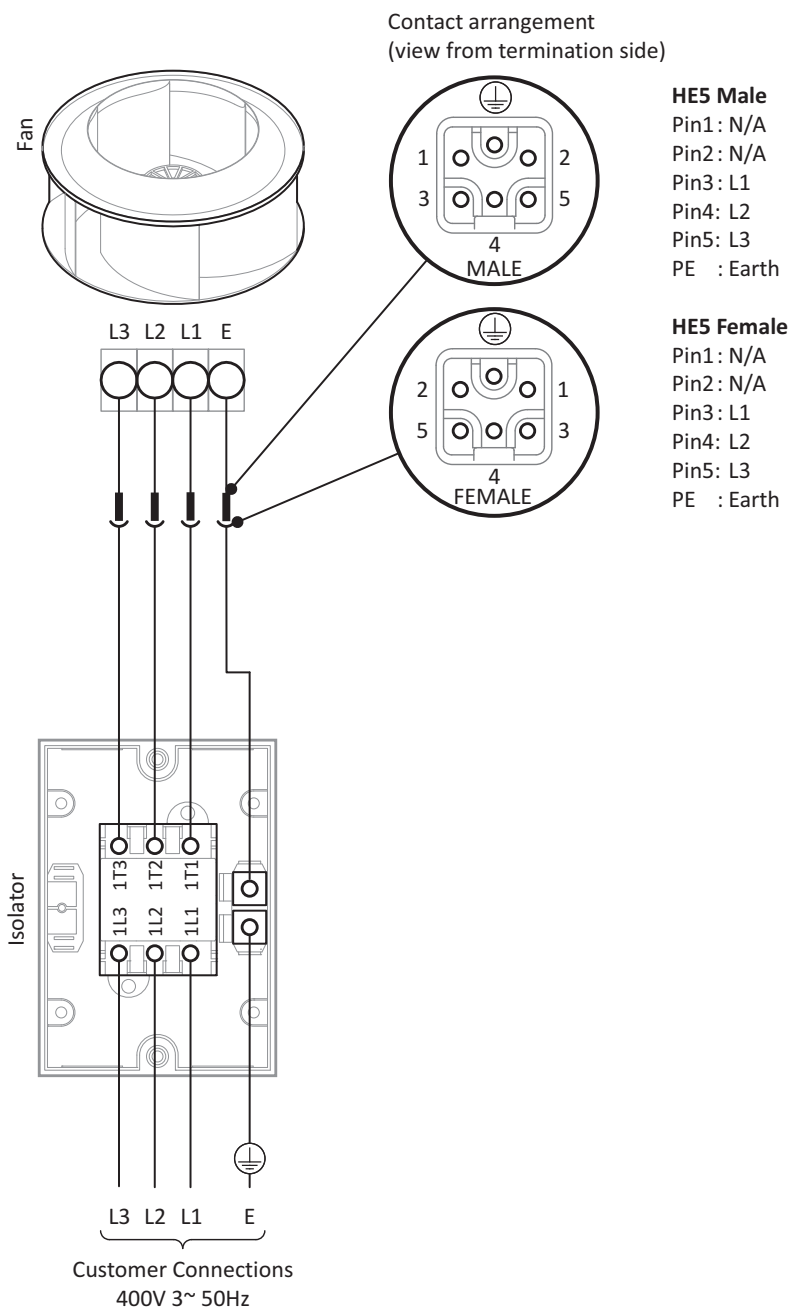 Contact arrangement
(view from termination side)
Fan
1 2
3 5
4
MALE
HE5 Male
Pin1: N/A
Pin2: N/A
Pin3: L1
Pin4: L2
Pin5: L3
PE : Earth
L3 L2 L1 E
2 1
5 3
4
FEMALE
HE5 Female
Pin1: N/A
Pin2: N/A
Pin3: L1
Pin4: L2
Pin5: L3
PE : Earth
Isolator
1T3 1T2 1T1
1L3 1L2 1L1
L3 L2 L1 E
Customer Connections
400V 3~ 50Hz